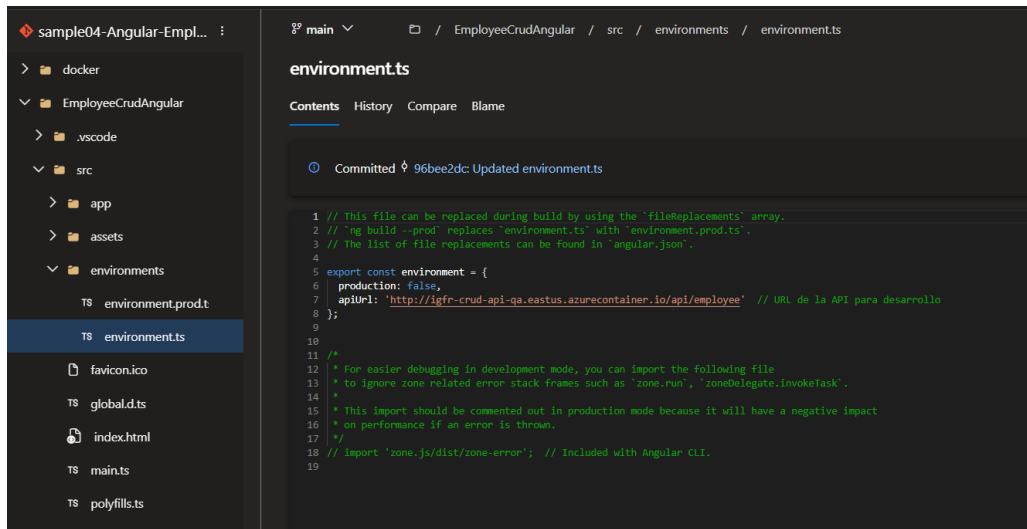 sample04-Angular-Empl...
docker
EmployeeCrudAngular
.vscode
src
app
assets
environments
TS environment.prod.t
TS environment.ts
favicon.ico
TS global.d.ts
index.html
TS main.ts
TS polyfills.ts
main / EmployeeCrudAngular / src / environments / environment.ts
environment.ts
Contents History Compare Blame
Committed 96bee2dc: Updated environment.ts
1 // This file can be replaced during build by using the `fileReplacements` array.
2 // `ng build --prod` replaces `environment.ts` with `environment.prod.ts`.
3 // The list of file replacements can be found in `angular.json`.
4
5 export const environment = {
6 production: false,
7 apiUrl: 'http://igfr-crud-api-qa.eastus.azurecontainer.io/api/employee' // URL de la API para desarrollo
8 };
9
10
11 /*
12 * For easier debugging in development mode, you can import the following file
13 * to ignore zone related error stack frames such as `zone.run`, `zoneDelegate.invokeTask`.
14 *
15 * This import should be commented out in production mode because it will have a negative impact
16 * on performance if an error is thrown.
17 */
18 // import 'zone.js/dist/zone-error'; // Included with Angular CLI.
19